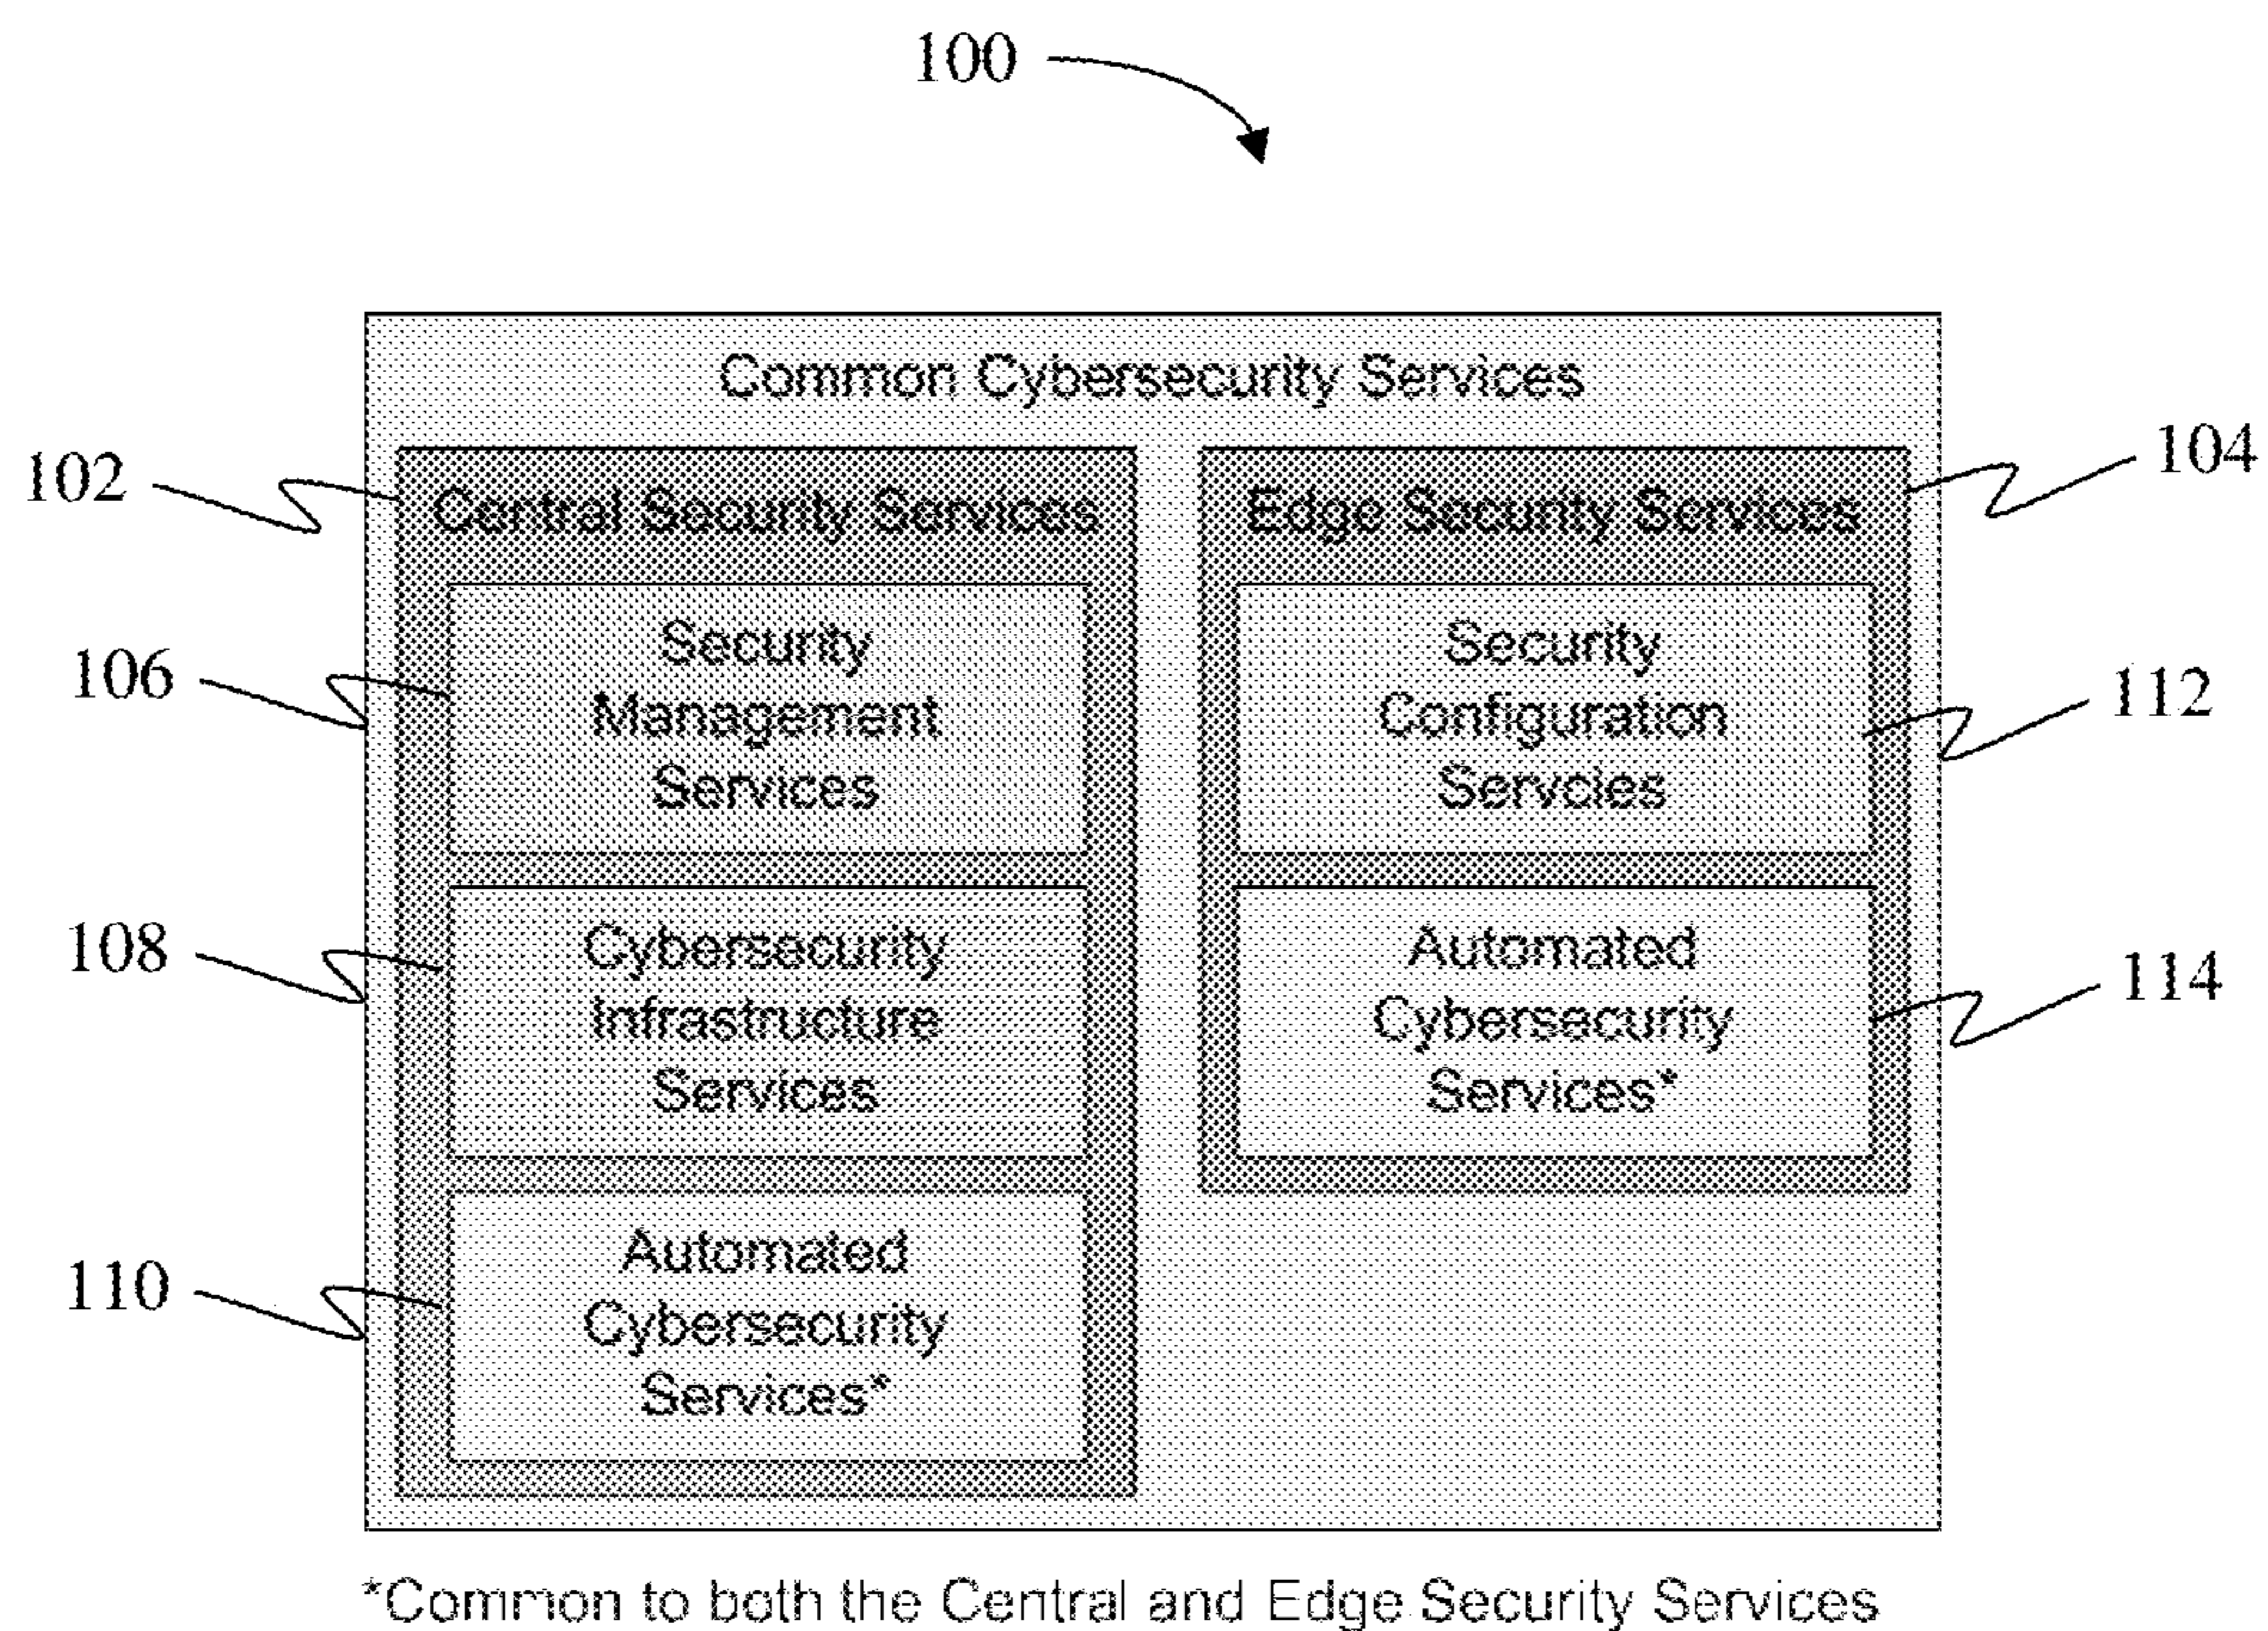 100
Common Cybersecurity Services
102
Central Security Services
Edge Security Services
104
106
Security
Management
Services
Security
Configuration
Servcies
112
108
Cybersecurity
Infrastructure
Services
Automated
Cybersecurity
Services*
114
110
Automated
Cybersecurity
Services*
*Common to both the Central and Edge Security Services